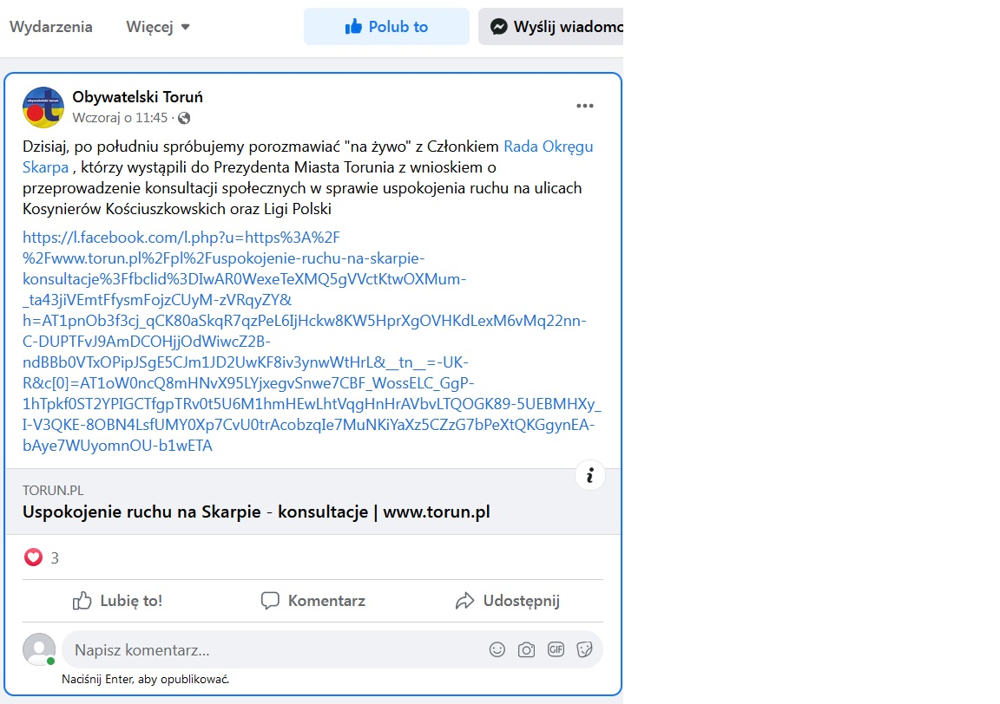 Wydarzenia Więcej Polub to Wyślij wiadomo
obywatelski Toruń
Obywatelski Toruń
Wczoraj o 11:45 ·
Dzisiaj, po południu spróbujemy porozmawiać "na żywo" z Członkiem Rada Okręgu
Skarpa , którzy wystąpili do Prezydenta Miasta Torunia z wnioskiem o
przeprowadzenie konsultacji społecznych w sprawie uspokojenia ruchu na ulicach
Kosynierów Kościuszkowskich oraz Ligi Polski
https://l.facebook.com/l.php?u=https%3A%2F
%2Fwww.torun.pl%2Fpl%2Fuspokojenie-ruchu-na-skarpie-
konsultacje%3Ffbclid%3DIwAR0WexeTeXMQ5gVVctKtwOXMum-
_ta43jiVEmtFfysmFojzCUyM-zVRqyZY&
h=AT1pnOb3f3cj_qCK80aSkqR7qzPeL6IjHckw8KW5HprXgOVHKdLexM6vMq22nn-
C-DUPTFvJ9AmDCOHjjOdWiwcZ2B-
ndBBb0VTxOPipJSgE5CJm1JD2UwKF8iv3ynwWtHrL&__tn__=-UK-
R&c[0]=AT1oW0ncQ8mHNvX95LYjxegvSnwe7CBF_WossELC_GgP-
1hTpkf0ST2YPIGCTfgpTRv0t5U6M1hmHEwLhtVqgHnHrAVbvLTQOGK89-5UEBMHXy_
I-V3QKE-8OBN4LsfUMY0Xp7CvU0trAcobzqIe7MuNKiYaXz5CZzG7bPeXtQKGgynEA-
bAye7WUyomnOU-b1wETA
TORUN.PL
Uspokojenie ruchu na Skarpie - konsultacje | www.torun.pl
3
Lubię to! Komentarz Udostępnij
Napisz komentarz... GIF
Naciśnij Enter, aby opublikować.